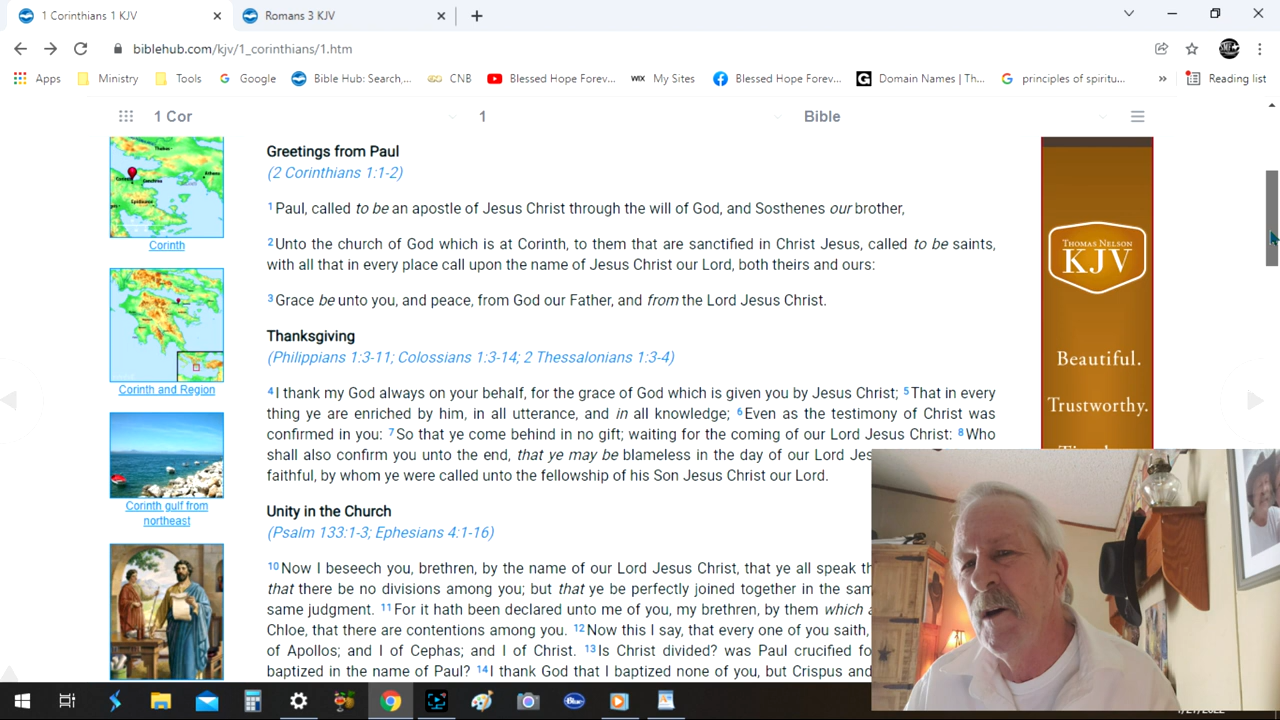 1 Corinthians 1 KJV
Romans 3 KJV
biblehub.com/kjv/1_corinthians/1.htm
Apps Ministry Tools Google Bible Hub: Search,... CNB Blessed Hope Forev... WIX My Sites Blessed Hope Forev... Domain Names | Th... principles of spiritu... » Reading list
1 Cor 1 Bible
Greetings from Paul
(2 Corinthians 1:1-2)
1 Paul, called to be an apostle of Jesus Christ through the will of God, and Sosthenes our brother,
Corinth
2 Unto the church of God which is at Corinth, to them that are sanctified in Christ Jesus, called to be saints,
with all that in every place call upon the name of Jesus Christ our Lord, both theirs and ours:
3 Grace be unto you, and peace, from God our Father, and from the Lord Jesus Christ.
THOMAS NELSON
KJV
Beautiful.
Trustworthy.
Thanksgiving
(Philippians 1:3-11; Colossians 1:3-14; 2 Thessalonians 1:3-4)
Corinth and Region
4 I thank my God always on your behalf, for the grace of God which is given you by Jesus Christ; 5 That in every
thing ye are enriched by him, in all utterance, and in all knowledge; 6 Even as the testimony of Christ was
confirmed in you: 7 So that ye come behind in no gift; waiting for the coming of our Lord Jesus Christ: 8 Who
shall also confirm you unto the end, that ye may be blameless in the day of our Lord Jes
faithful, by whom ye were called unto the fellowship of his Son Jesus Christ our Lord.
Corinth gulf from
northeast
Unity in the Church
(Psalm 133:1-3; Ephesians 4:1-16)
10 Now I beseech you, brethren, by the name of our Lord Jesus Christ, that ye all speak th
that there be no divisions among you; but that ye be perfectly joined together in the sam
same judgment. 11 For it hath been declared unto me of you, my brethren, by them which a
Chloe, that there are contentions among you. 12 Now this I say, that every one of you saith,
of Apollos; and I of Cephas; and I of Christ. 13 Is Christ divided? was Paul crucified fo
baptized in the name of Paul? 14 I thank God that I baptized none of you, but Crispus and